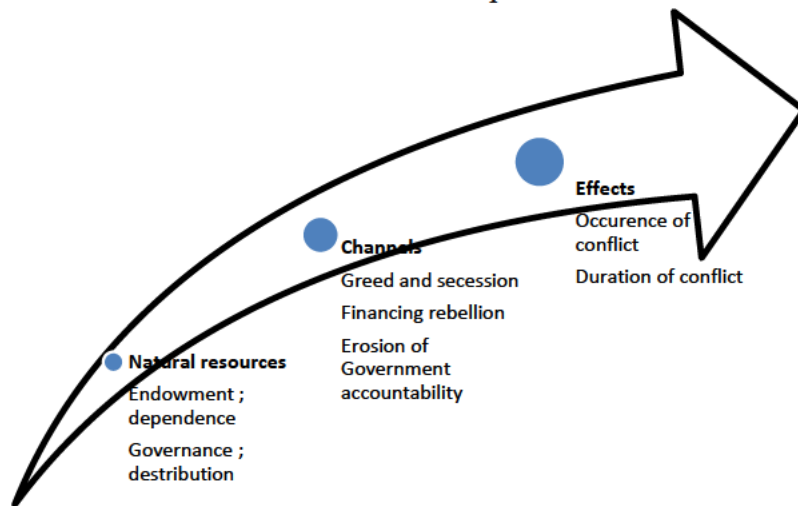 Natural resources
Endowment ;
dependence
Governance ;
destribution
Channels
Greed and secession
Financing rebellion
Erosion of
Government
accountability
Effects
Occurence of
conflict
Duration of conflict